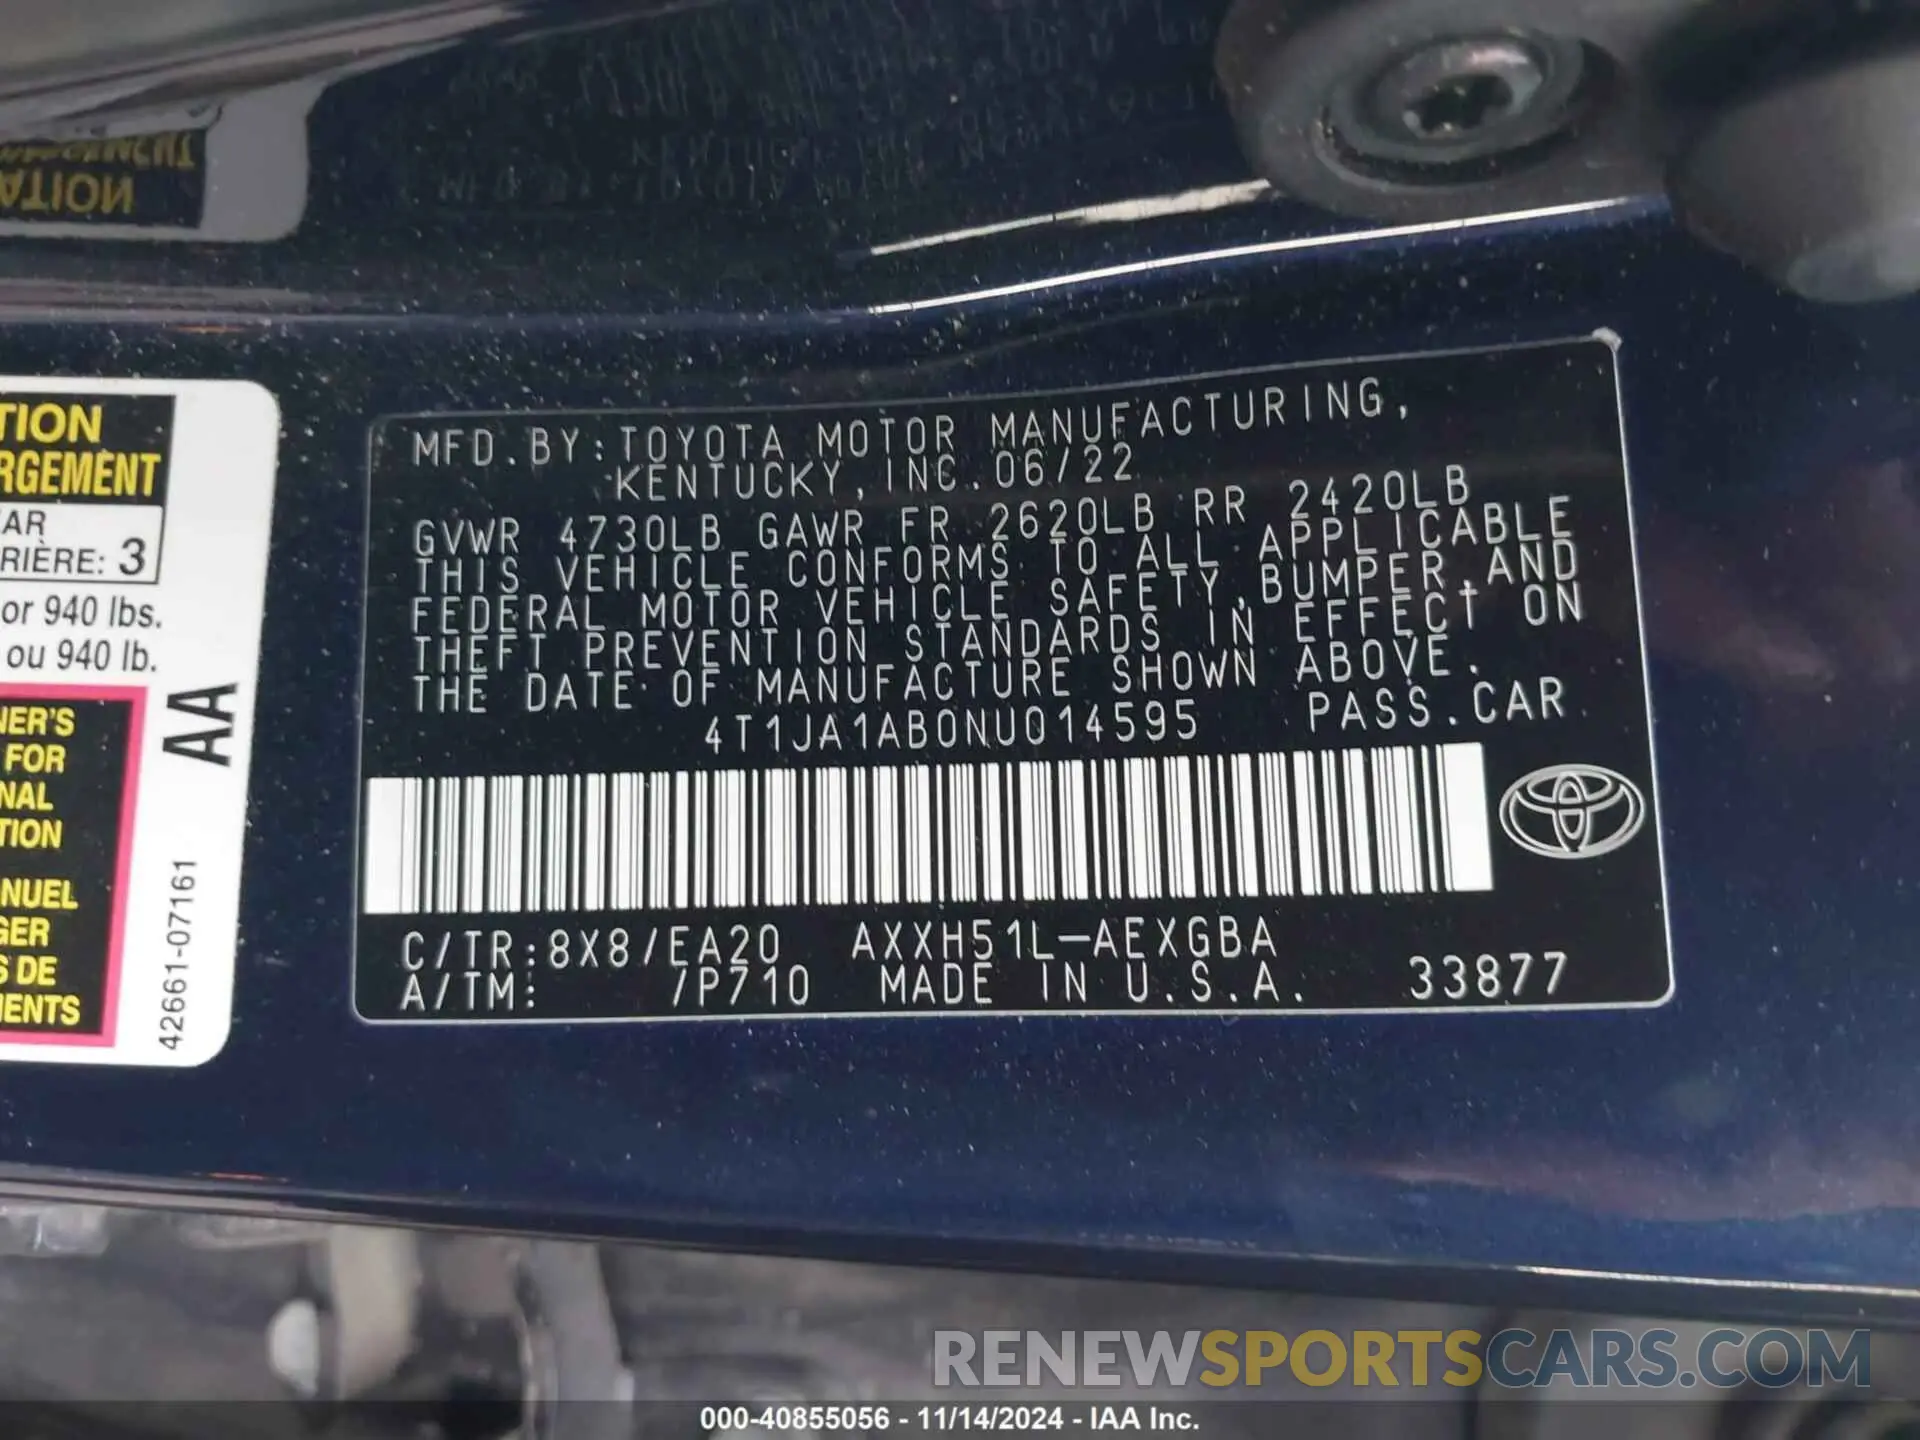 TION
RGEMENT
AR
RIÈRE: 3
or 940 lbs.
ou 940 lb.
NER'S
FOR
NAL
TION
NUEL
GER
S DE
MENTS
AA
42661-07161
MFD.BY:TOYOTA MOTOR MANUFACTURING,
KENTUCKY,INC.06/22
GVWR 4730LB GAWR FR 2620LB RR 2420LB
THIS VEHICLE CONFORMS TO ALL APPLICABLE
FEDERAL MOTOR VEHICLE SAFETY,BUMPER,AND
THEFT PREVENTION STANDARDS IN EFFECT ON
THE DATE OF MANUFACTURE SHOWN ABOVE.
4T1JA1AB0NU014595 PASS.CAR
C/TR:8X8/EA20 AXXH51L-AEXGBA
A/TM: /P710 MADE IN U.S.A. 33877
RENEWSPORTSCARS.COM
000-40855056 - 11/14/2024 - IAA Inc.